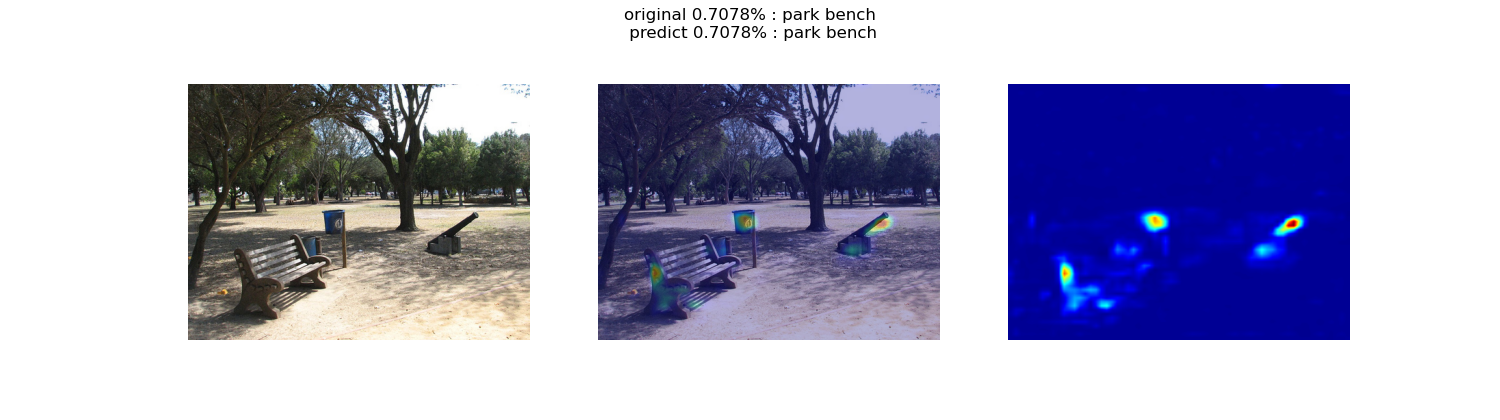 original 0.7078% : park bench
predict 0.7078% : park bench